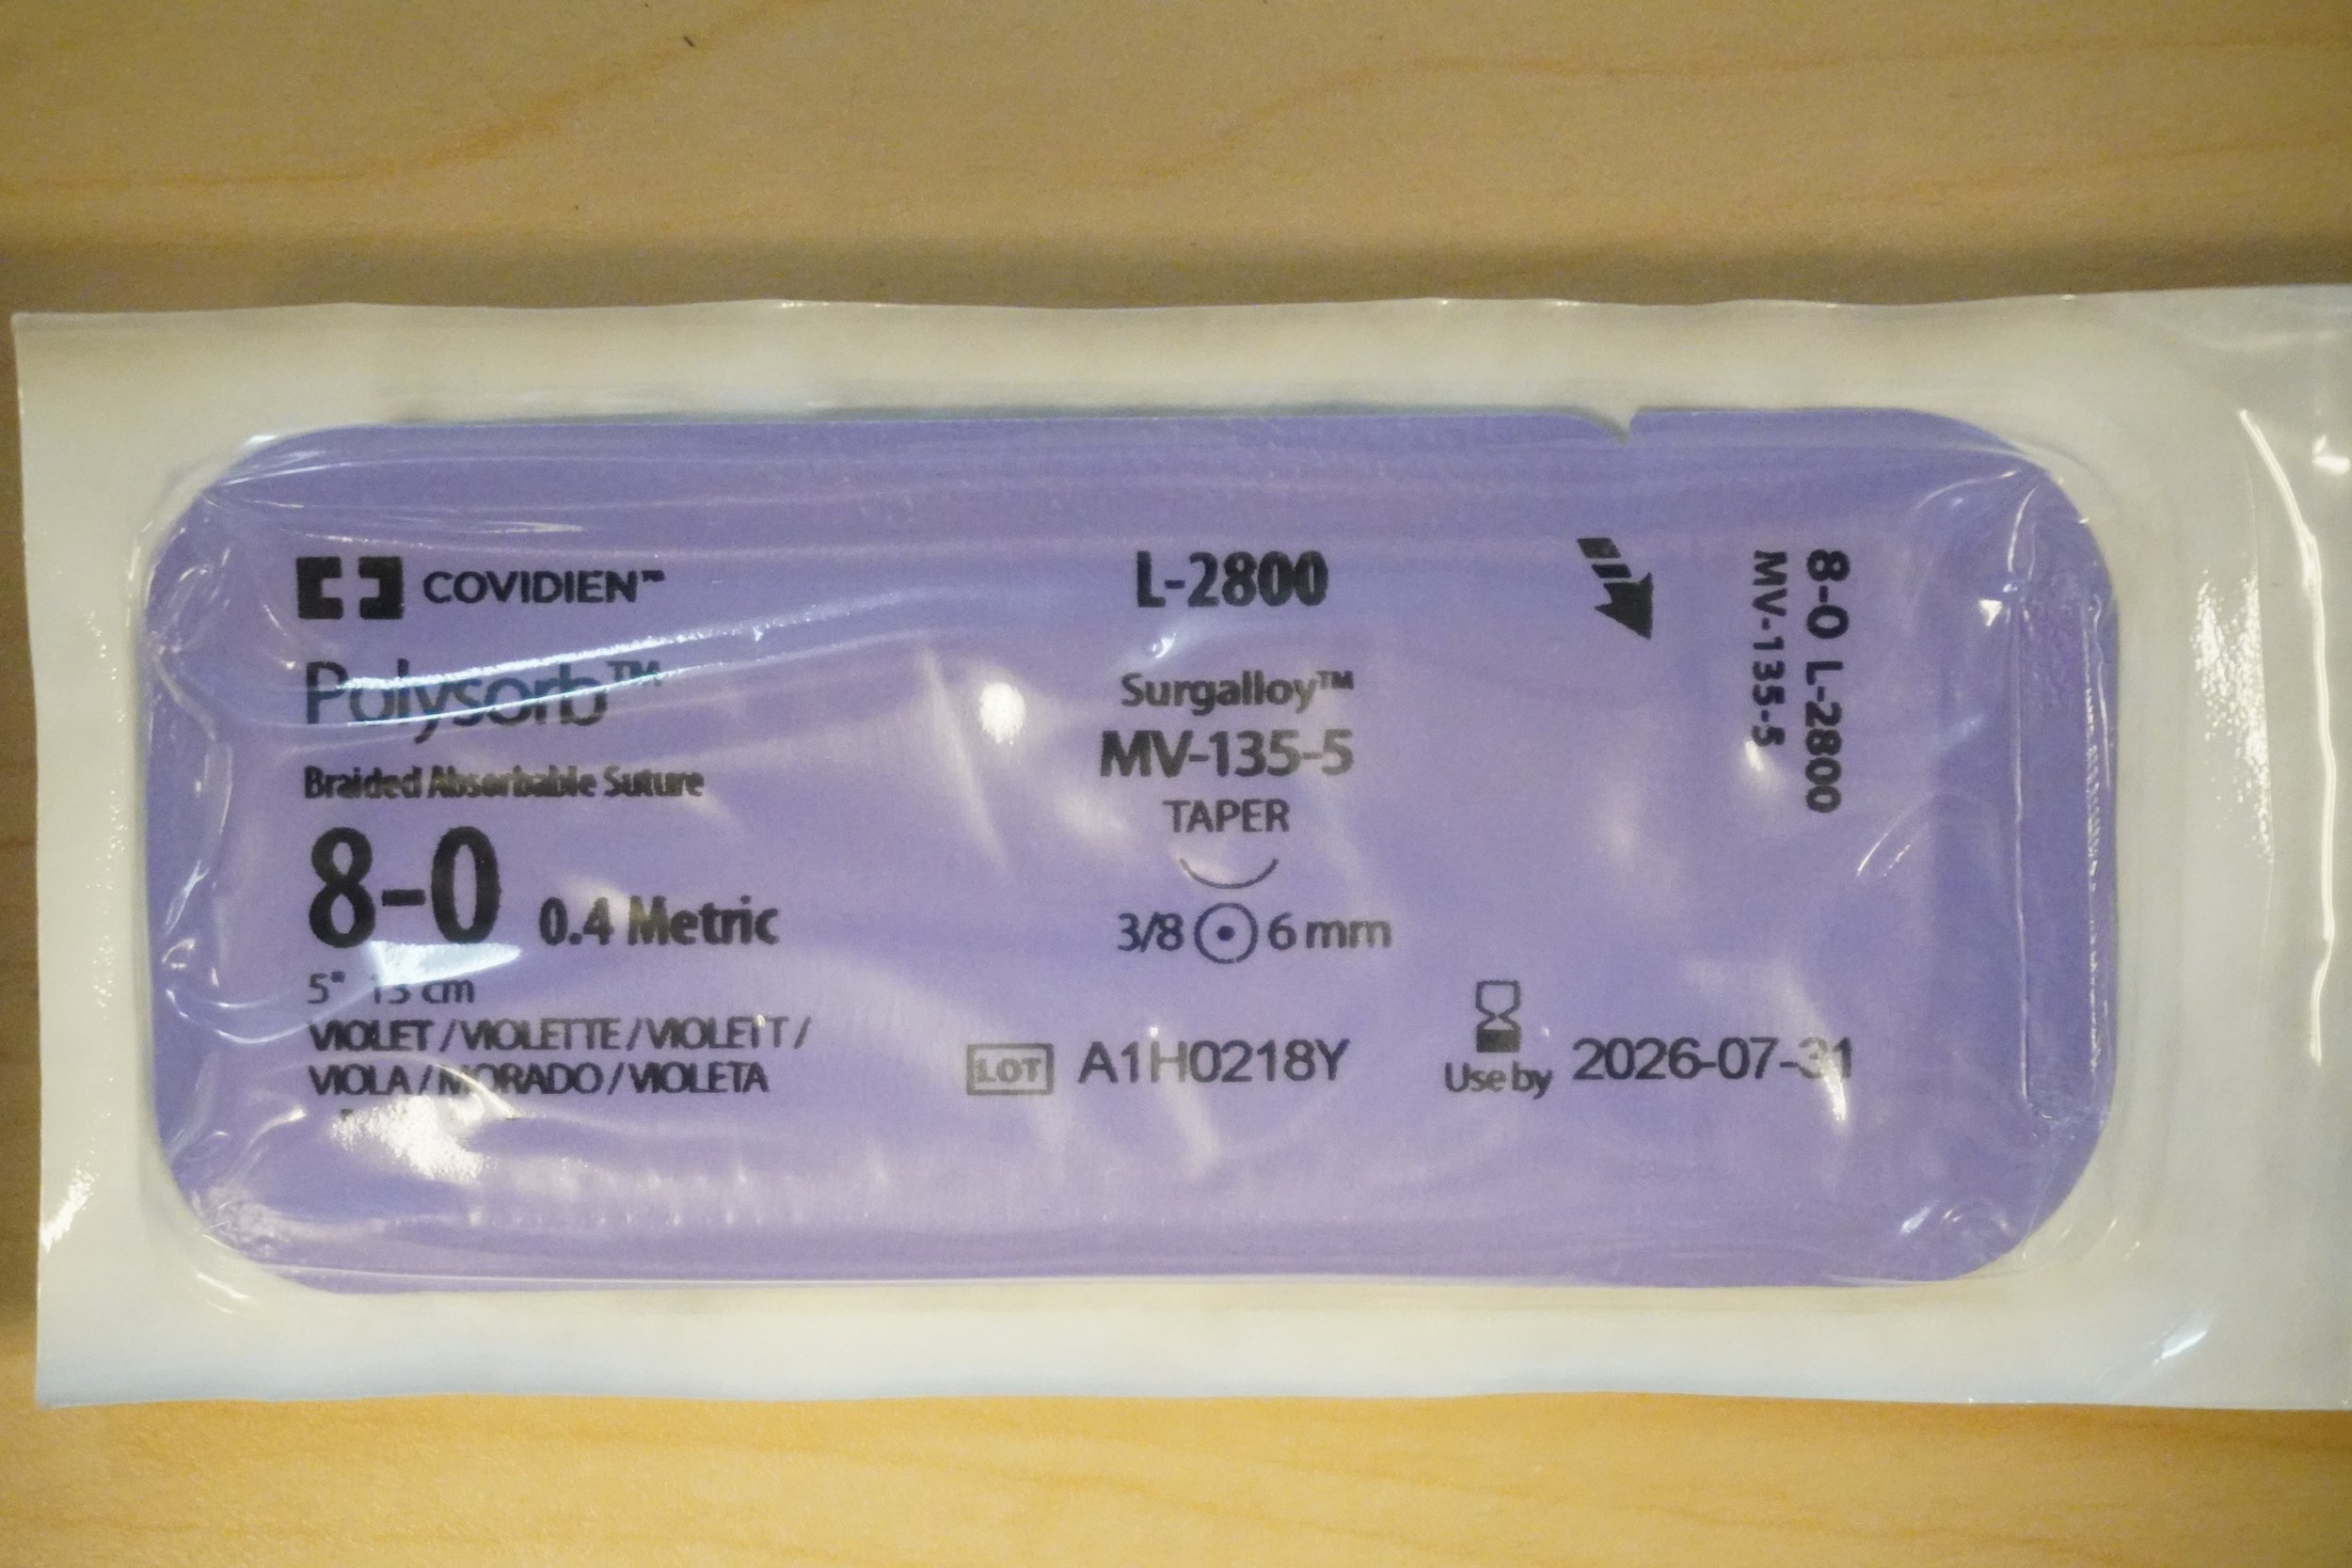 COVIDIEN™
Polysorb™
Braided Absorbable Suture
8-0 0.4 Metric
5" 13 cm
VIOLET / VIOLETTE / VIOLETT /
VIOLA / MORADO / VIOLETA
L-2800
Surgalloy™
MV-135-5
TAPER
3/8 6 mm
LOT A1H0218Y
Use by 2026-07-31
8-0 L-2800
MV-135-5